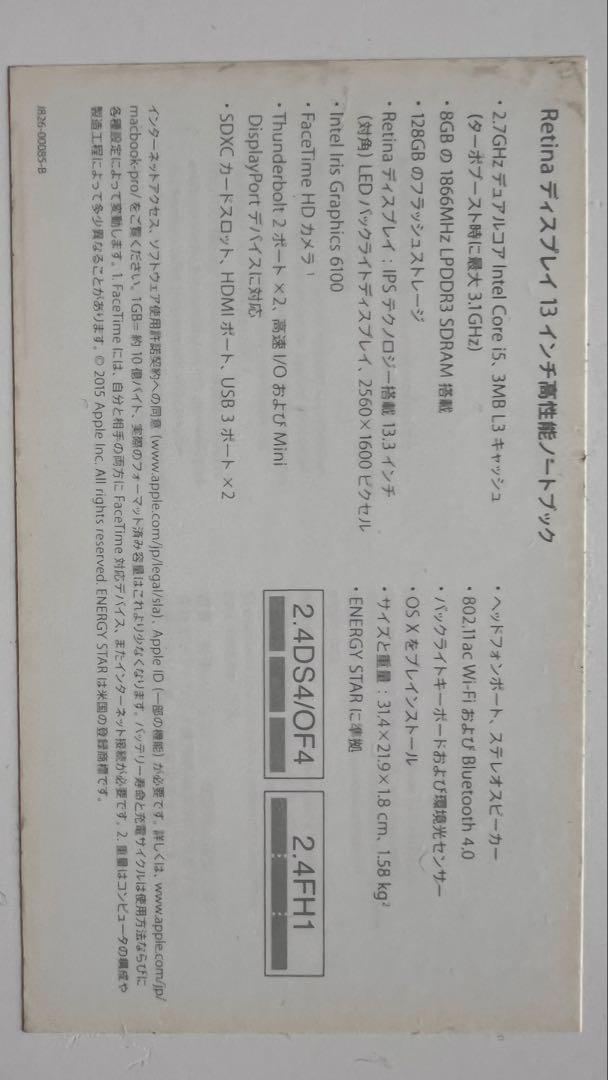 Retina ディスプレイ 13 インチ高性能ノートブック
・2.7GHz デュアルコア Intel Core i5、3MB L3 キャッシュ
(ターボブースト時に最大 3.1GHz)
・8GB の 1866MHz LPDDR3 SDRAM 搭載
・128GB のフラッシュストレージ
・Retina ディスプレイ：IPS テクノロジー搭載 13.3 インチ
(対角) LED バックライトディスプレイ、2560×1600 ピクセル
・Intel Iris Graphics 6100
・FaceTime HD カメラ¹
・Thunderbolt 2 ポート ×2、高速 I/O および Mini
DisplayPort デバイスに対応
・SDXC カードスロット、HDMI ポート、USB 3 ポート ×2
・ヘッドフォンポート、ステレオスピーカー
・802.11ac Wi-Fi および Bluetooth 4.0
・バックライトキーボードおよび環境光センサー
・OS X をプレインストール
・サイズと重量：31.4×21.9×1.8 cm、1.58 kg²
・ENERGY STAR に準拠
2.4DS4/OF4
2.4FH1
インターネットアクセス、ソフトウェア使用許諾契約への同意 (www.apple.com/jp/legal/sla)、Apple ID (一部の機能) が必要です。詳しくは、www.apple.com/jp/
macbook-pro/ をご覧ください。1GB= 約 10 億バイト、実際のフォーマット済み容量はこれより少なくなります。バッテリー寿命と充電サイクルは使用方法ならびに
各種設定によって変動します。1. FaceTime には、自分と相手の両方に FaceTime 対応デバイス、またインターネット接続が必要です。2. 重量はコンピュータの構成や
製造工程によって多少異なることがあります。© 2015 Apple Inc. All rights reserved. ENERGY STAR は米国の登録商標です。
J826-00085-B